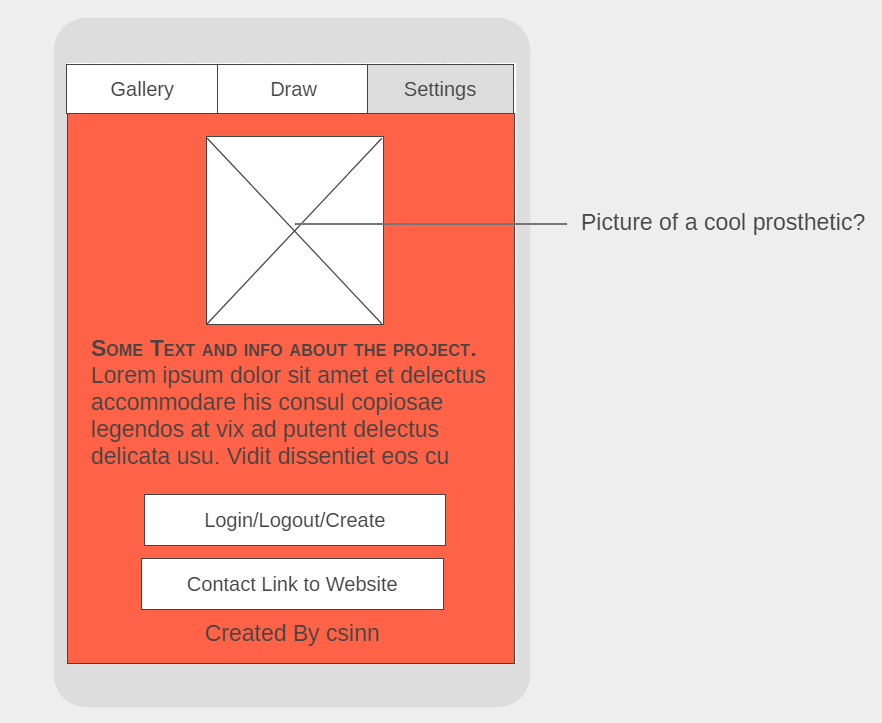 Gallery Draw Settings
Picture of a cool prosthetic?
Some Text and info about the project.
Lorem ipsum dolor sit amet et delectus
accommodare his consul copiosae
legendos at vix ad putent delectus
delicata usu. Vidit dissentiet eos cu
Login/Logout/Create
Contact Link to Website
Created By csinn